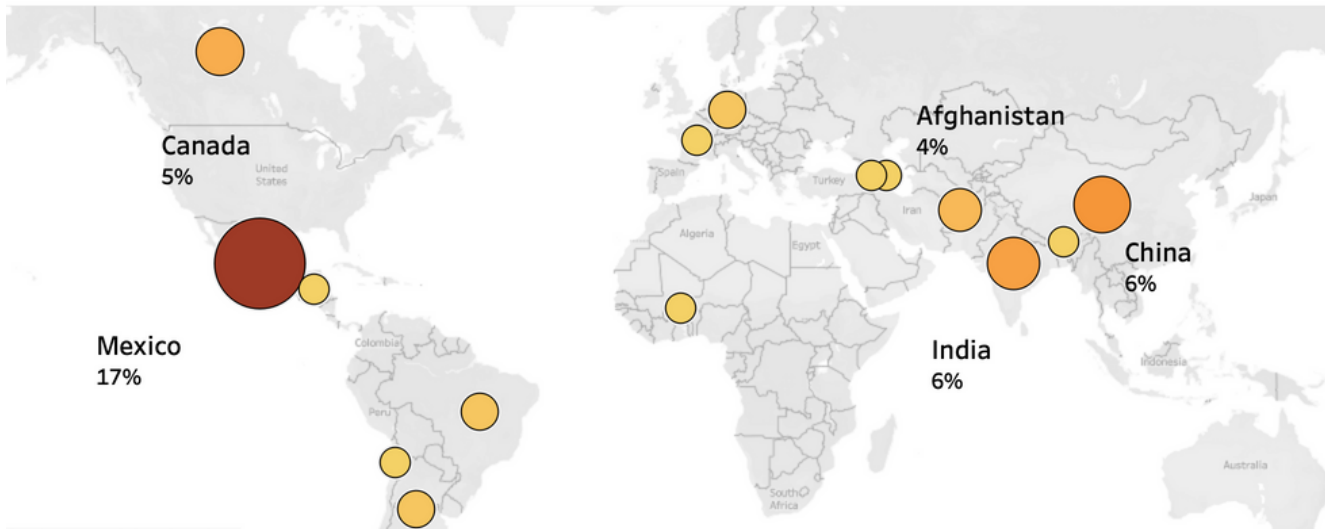 Canada
5%
United
States
Mexico
17%
Colombia
Peru
Spain
Algeria
Egypt
Turkey
Iran
South
Africa
Afghanistan
4%
China
6%
India
6%
Japan
Indonesia
Australia